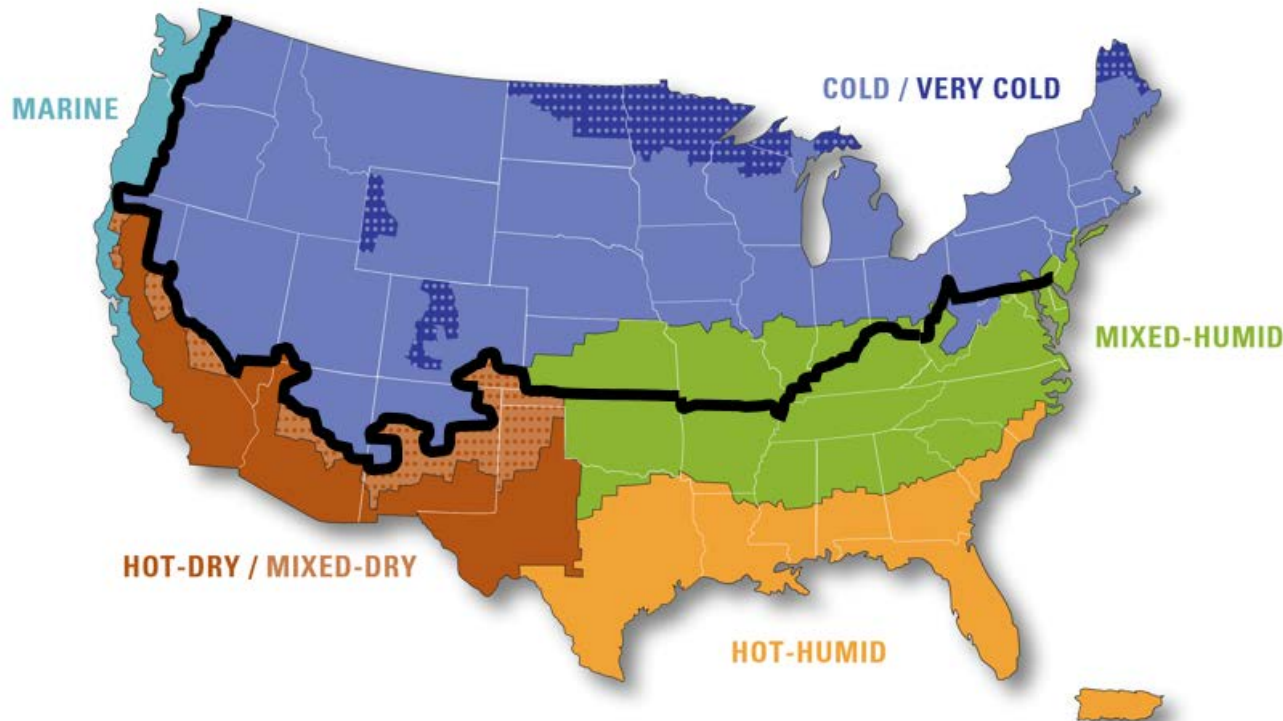 COLD / VERY COLD
MARINE
MIXED-HUMID
HOT-DRY / MIXED-DRY
HOT-HUMID